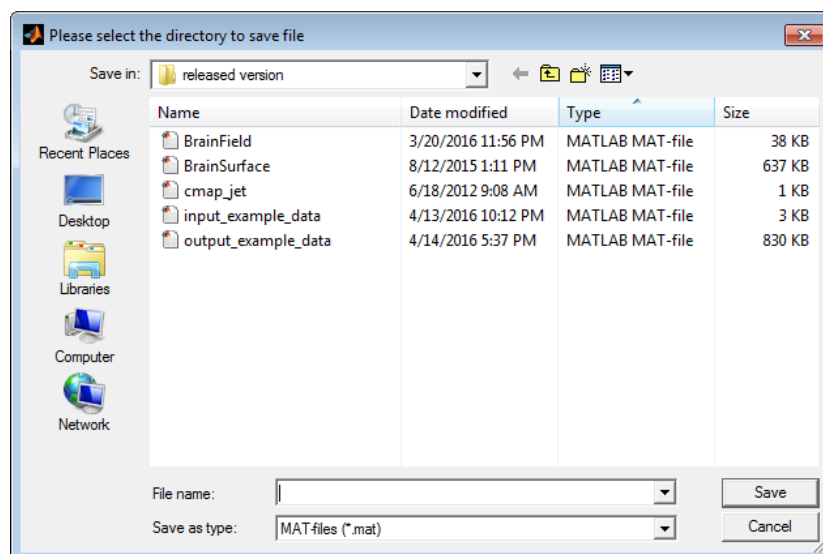 Please select the directory to save file
Save in: released version
Name Date modified Type Size
BrainField 3/20/2016 11:56 PM MATLAB MAT-file 38 KB
BrainSurface 8/12/2015 1:11 PM MATLAB MAT-file 637 KB
cmap_jet 6/18/2012 9:08 AM MATLAB MAT-file 1 KB
input_example_data 4/13/2016 10:12 PM MATLAB MAT-file 3 KB
output_example_data 4/14/2016 5:37 PM MATLAB MAT-file 830 KB
Recent Places
Desktop
Libraries
Computer
Network
File name: Save
Save as type: MAT-files (*.mat) Cancel